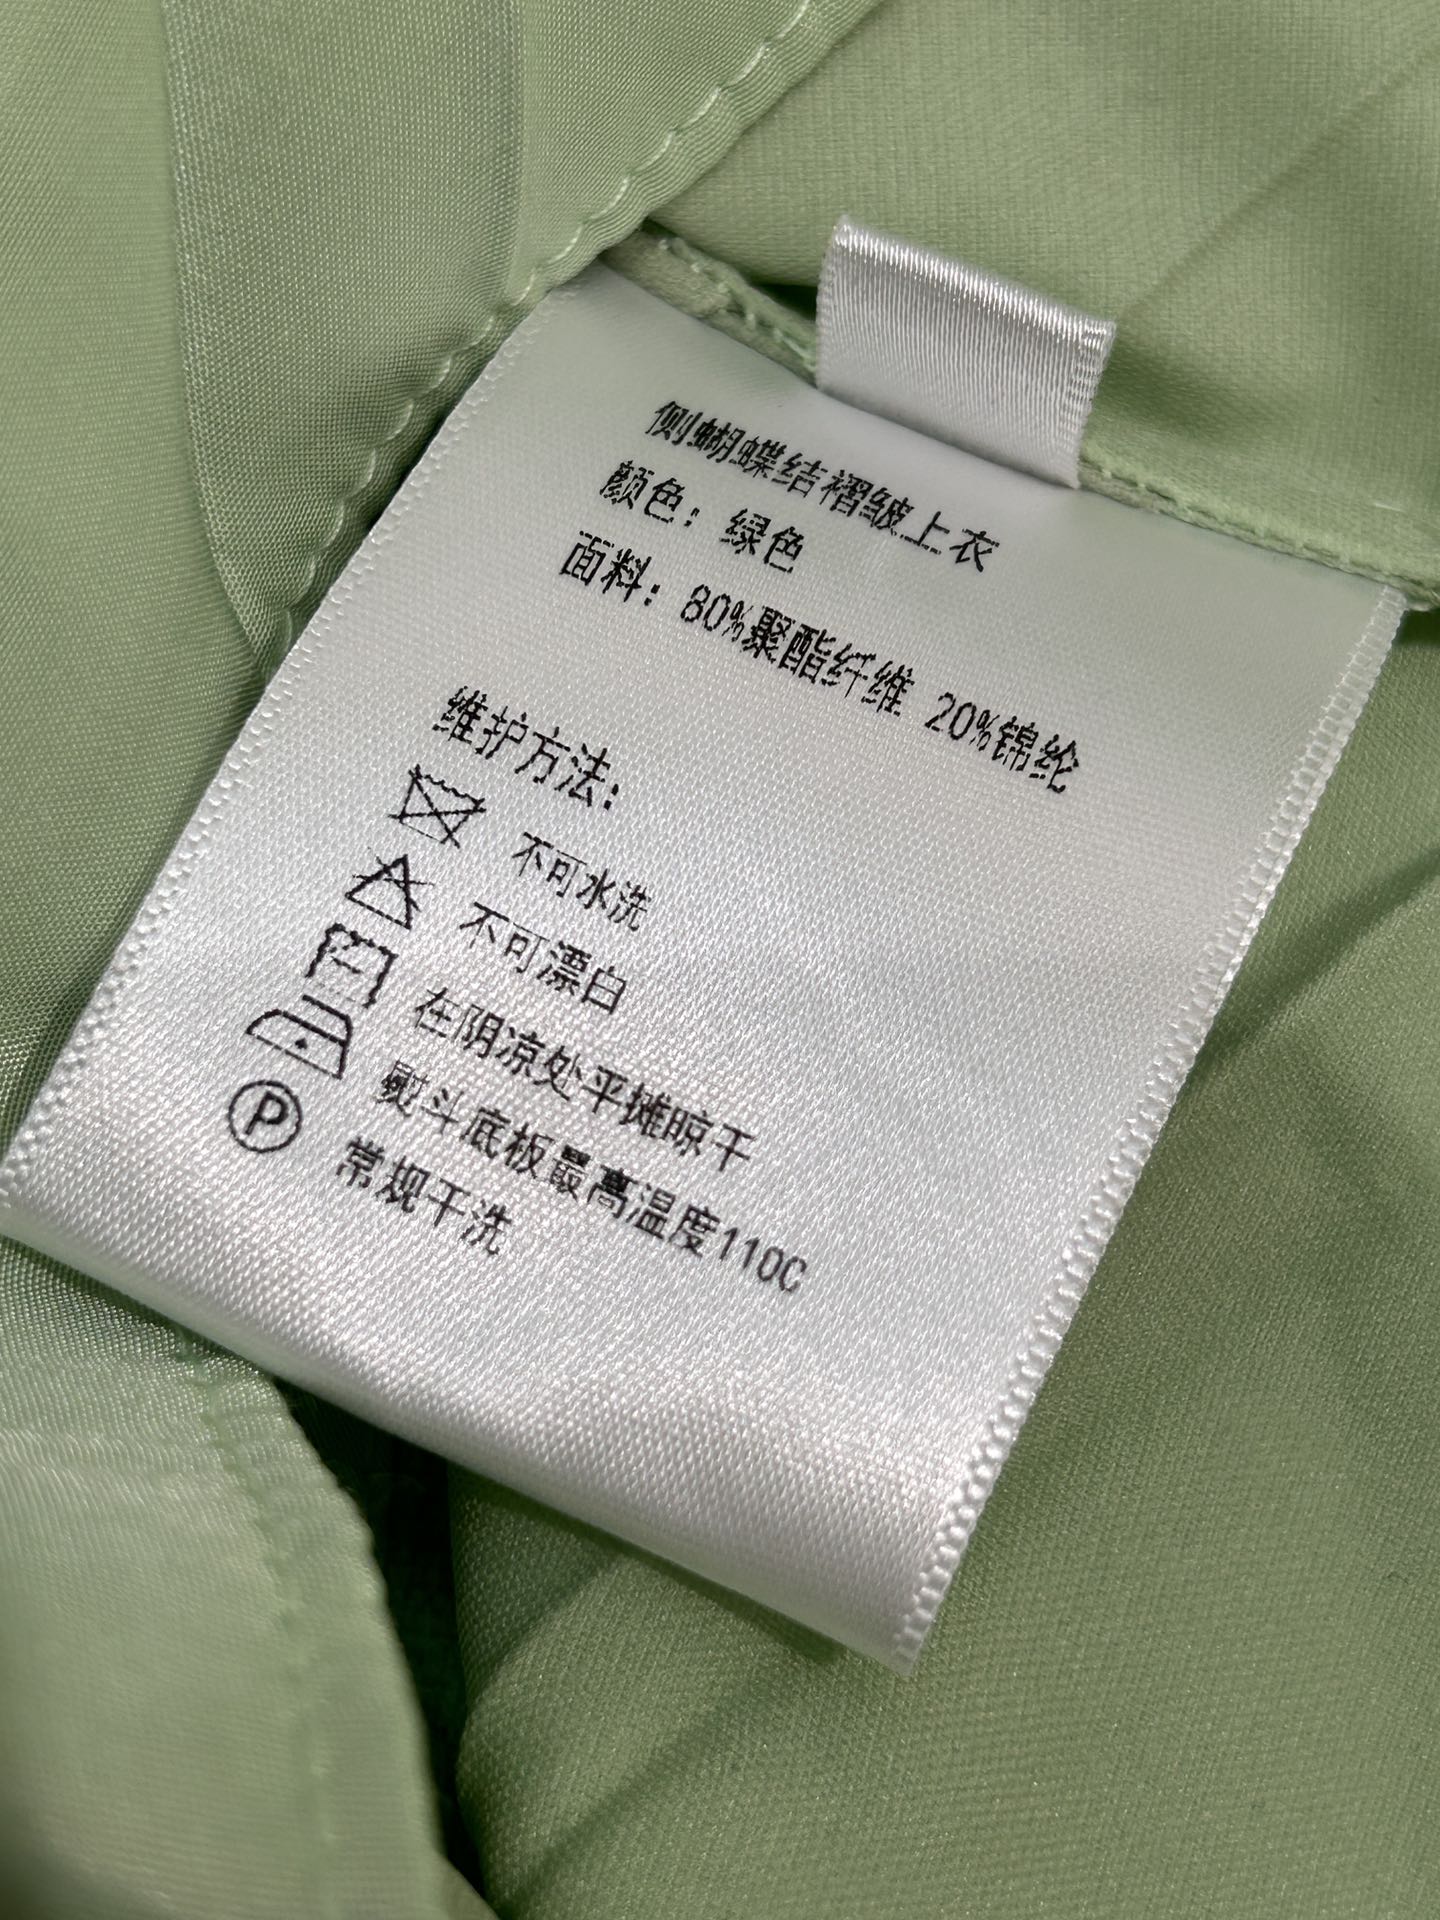 侧蝴蝶结褶皱上衣
颜色：绿色
面料：80%聚酯纤维 20%锦纶
维护方法：
不可水洗
不可漂白
在阴凉处平摊晾干
熨斗底板最高温度110C
P 常规干洗